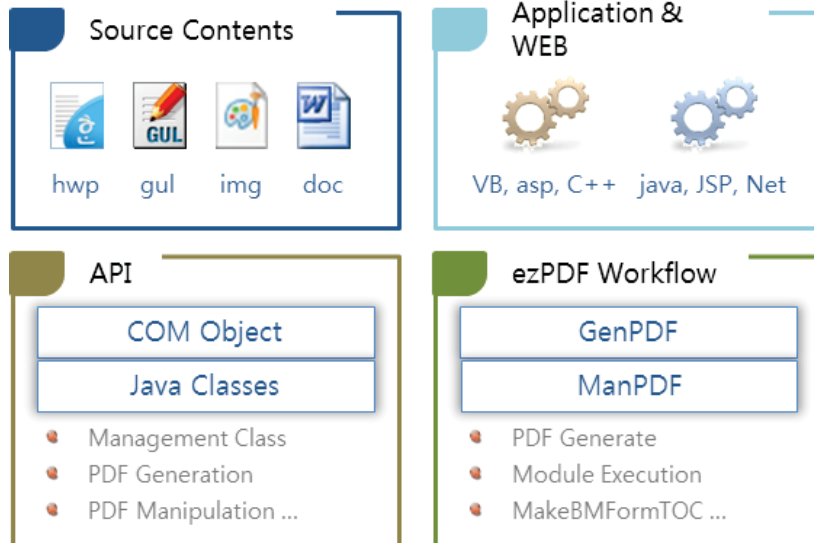 Source Contents
한
GUL
W
hwp gul img doc
Application &
WEB
VB, asp, C++ java, JSP, Net
API
COM Object
Java Classes
Management Class
PDF Generation
PDF Manipulation ...
ezPDF Workflow
GenPDF
ManPDF
PDF Generate
Module Execution
MakeBMFormTOC ...